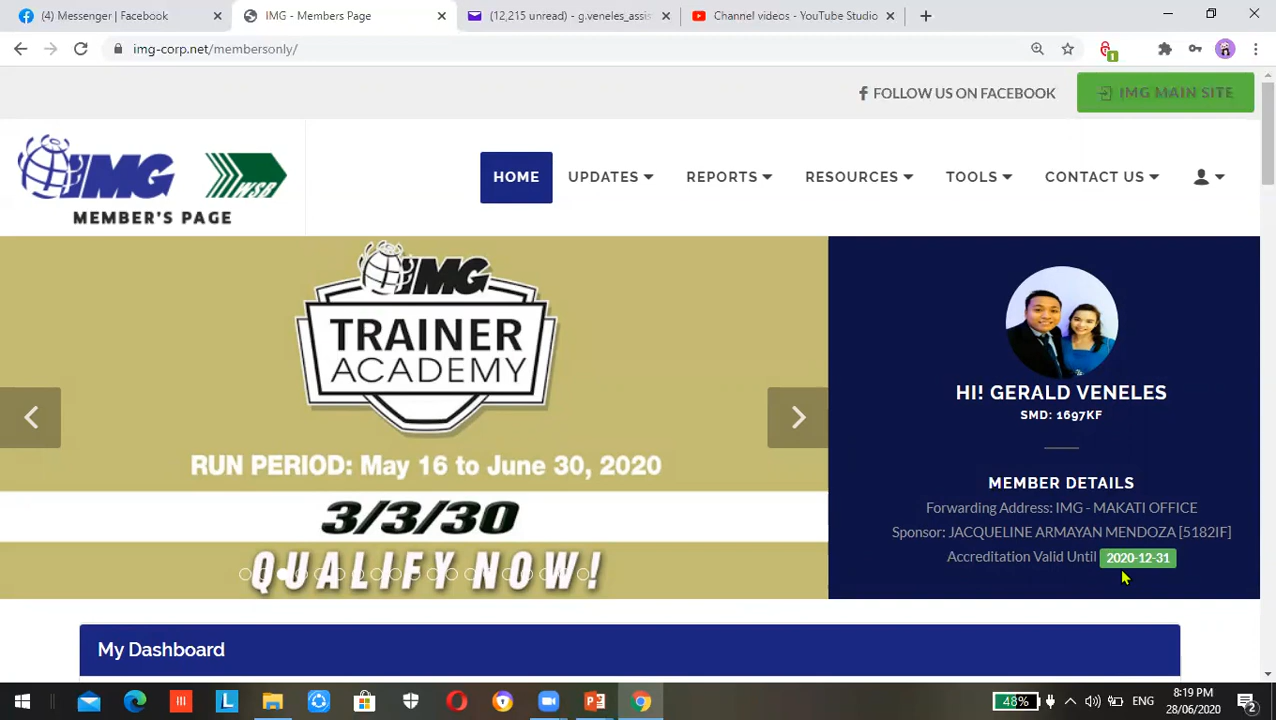 (4) Messenger | Facebook
IMG - Members Page
(12,215 unread) - g.veneles_assis
Channel videos - YouTube Studio
img-corp.net/membersonly/
1
FOLLOW US ON FACEBOOK
IMG MAIN SITE
IMG
WSB
MEMBER'S PAGE
HOME
UPDATES
REPORTS
RESOURCES
TOOLS
CONTACT US
IMG
TRAINER
ACADEMY
RUN PERIOD: May 16 to June 30, 2020
3/3/30
QUALIFY NOW!
HI! GERALD VENELES
SMD: 1697KF
MEMBER DETAILS
Forwarding Address: IMG - MAKATI OFFICE
Sponsor: JACQUELINE ARMAYAN MENDOZA [5182IF]
Accreditation Valid Until 2020-12-31
My Dashboard
L
48%
ENG
8:19 PM
28/06/2020
2